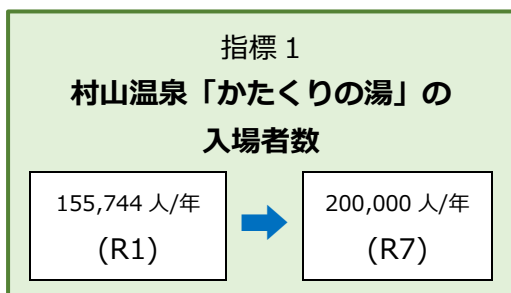 指標 1
村山温泉「かたくりの湯」の
入場者数
155,744 人/年
(R1)
200,000 人/年
(R7)